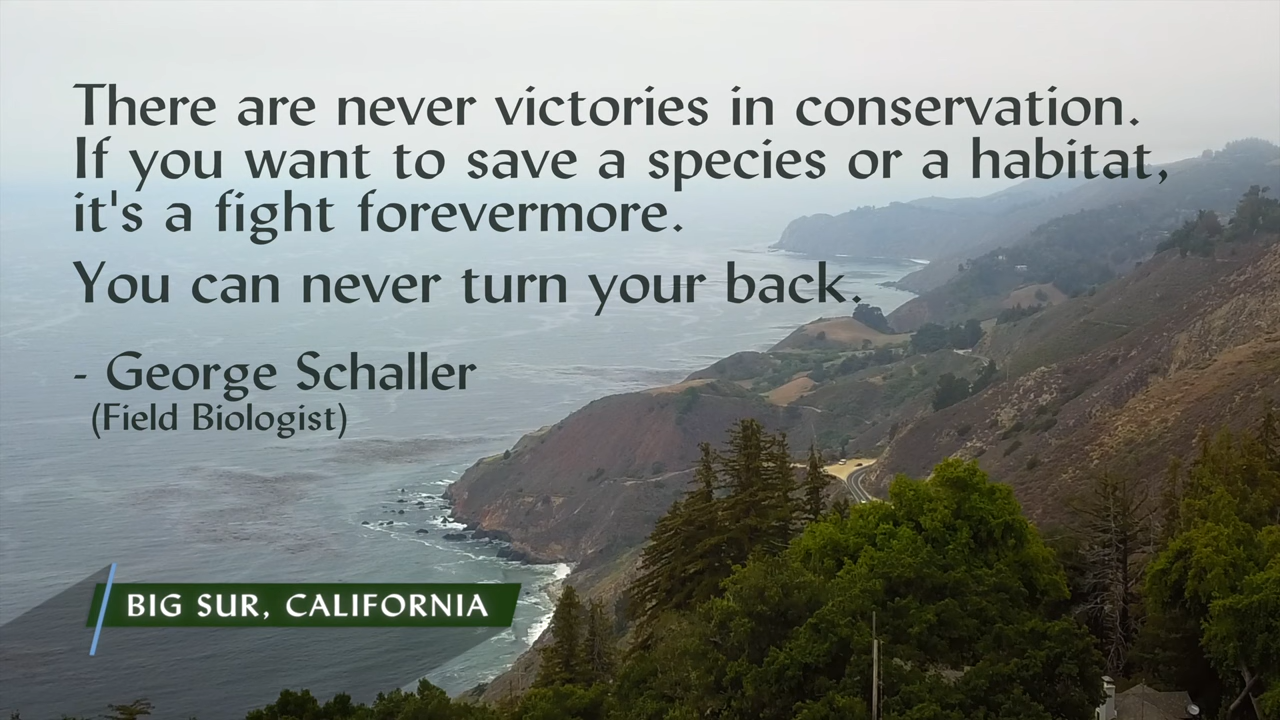 There are never victories in conservation.
If you want to save a species or a habitat,
it's a fight forevermore.
You can never turn your back.
- George Schaller
(Field Biologist)
BIG SUR, CALIFORNIA